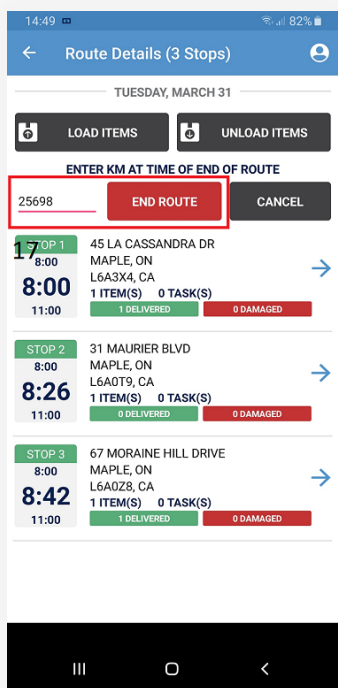 14:49 82%
Route Details (3 Stops)
TUESDAY, MARCH 31
LOAD ITEMS UNLOAD ITEMS
ENTER KM AT TIME OF END OF ROUTE
25698 END ROUTE CANCEL
17
STOP 1
8:00
8:00
11:00
45 LA CASSANDRA DR
MAPLE, ON
L6A3X4, CA
1 ITEM(S) 0 TASK(S)
1 DELIVERED 0 DAMAGED
STOP 2
8:00
8:26
11:00
31 MAURIER BLVD
MAPLE, ON
L6A0T9, CA
1 ITEM(S) 0 TASK(S)
0 DELIVERED 0 DAMAGED
STOP 3
8:00
8:42
11:00
67 MORAINE HILL DRIVE
MAPLE, ON
L6A0Z8, CA
1 ITEM(S) 0 TASK(S)
1 DELIVERED 0 DAMAGED